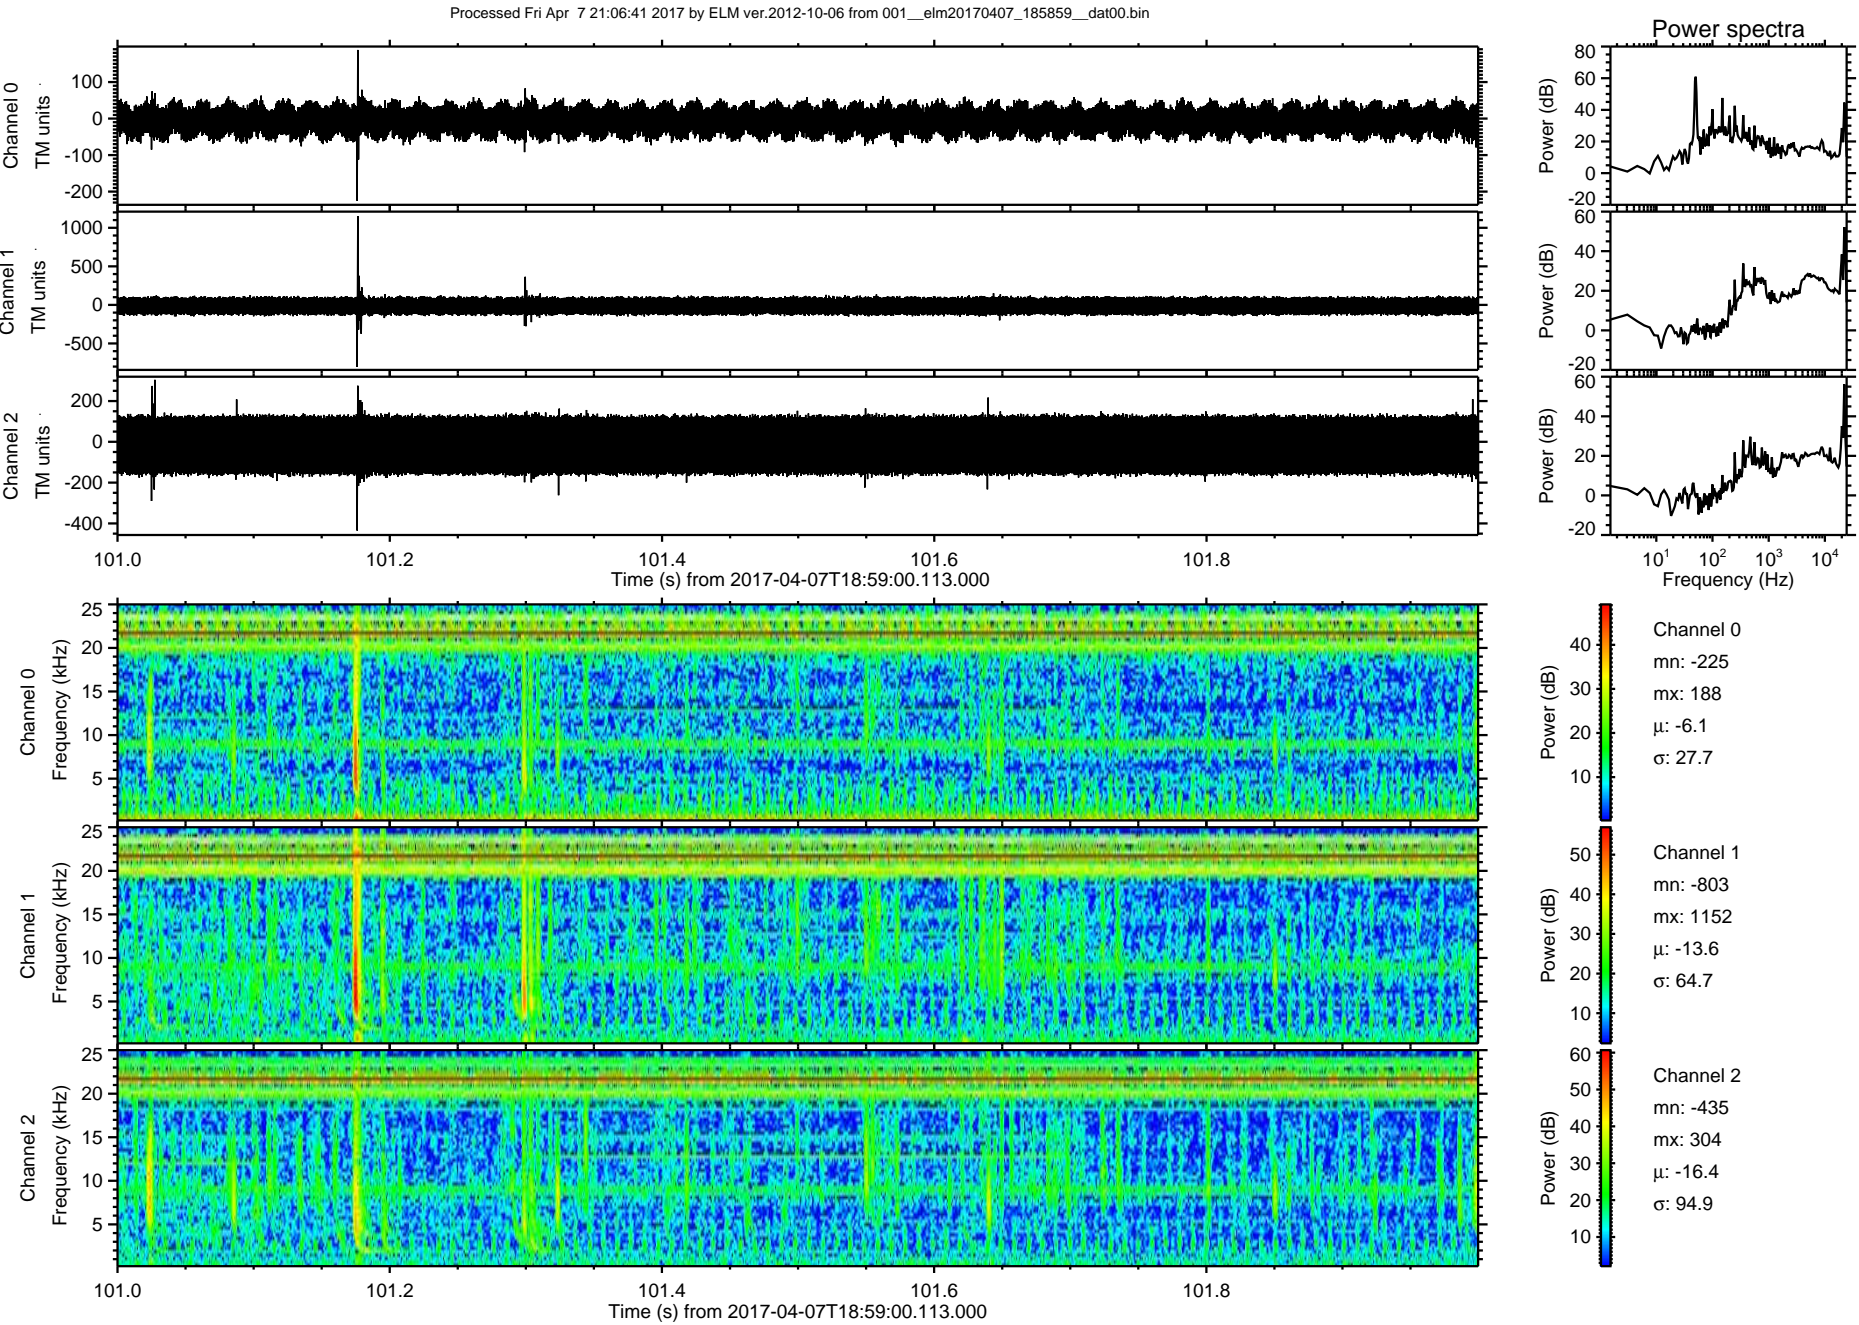 Processed Fri Apr  7 21:06:41 2017 by ELM ver.2012-10-06 from 001__elm20170407_185859__dat00.bin
Power spectra
Channel 0
TM units
100
0
-100
-200
Power (dB)
80
60
40
20
0
-20
Channel 1
TM units
1000
500
0
-500
Power (dB)
60
40
20
0
-20
Channel 2
TM units
200
0
-200
-400
Power (dB)
60
40
20
0
-20
101.0 101.2 101.4 101.6 101.8
Time (s) from 2017-04-07T18:59:00.113.000
10¹ 10² 10³ 10⁴
Frequency (Hz)
Channel 0
Frequency (kHz)
25
20
15
10
5
Power (dB)
40
30
20
10
Channel 0
mn: -225
mx: 188
µ: -6.1
σ: 27.7
Channel 1
Frequency (kHz)
25
20
15
10
5
Power (dB)
50
40
30
20
10
Channel 1
mn: -803
mx: 1152
µ: -13.6
σ: 64.7
Channel 2
Frequency (kHz)
25
20
15
10
5
Power (dB)
60
50
40
30
20
10
Channel 2
mn: -435
mx: 304
µ: -16.4
σ: 94.9
101.0 101.2 101.4 101.6 101.8
Time (s) from 2017-04-07T18:59:00.113.000